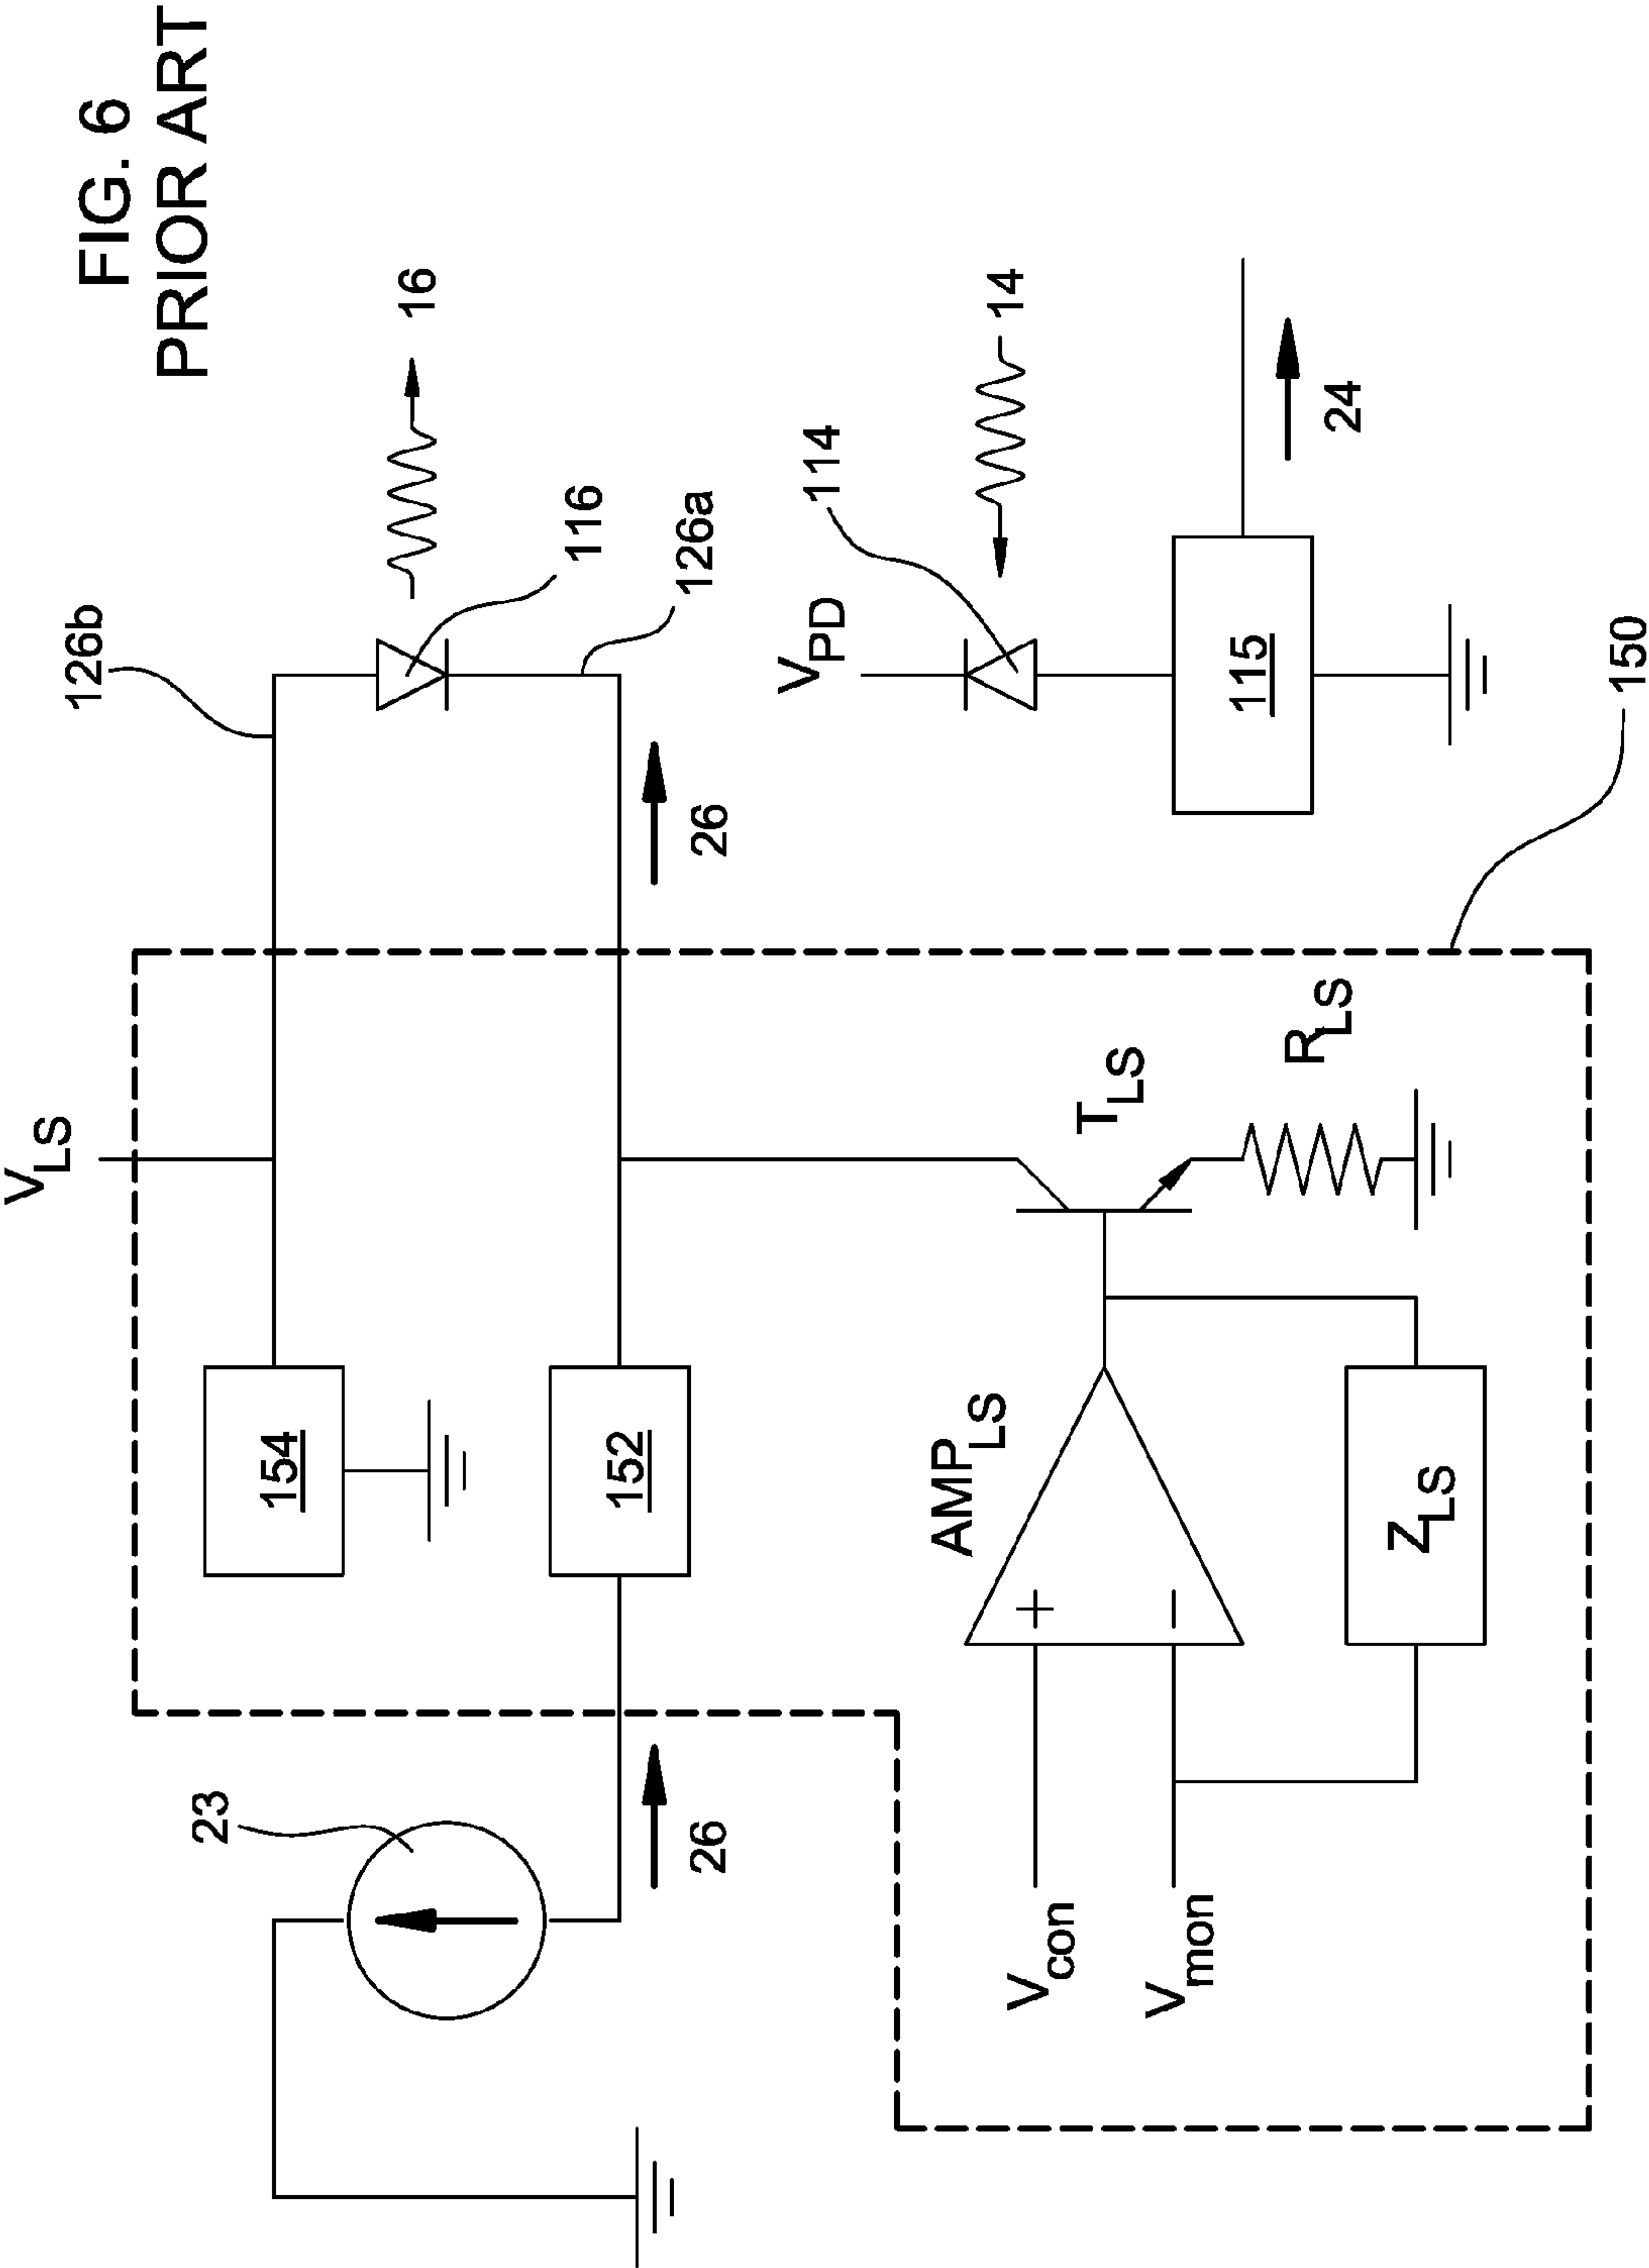 FIG. 6
PRIOR ART
V_LS
126b
16
116
126a
23
154
152
26
26
V_PD
114
14
115
24
AMP_LS
T_LS
R_LS
V_con
V_mon
Z_LS
+
−
150